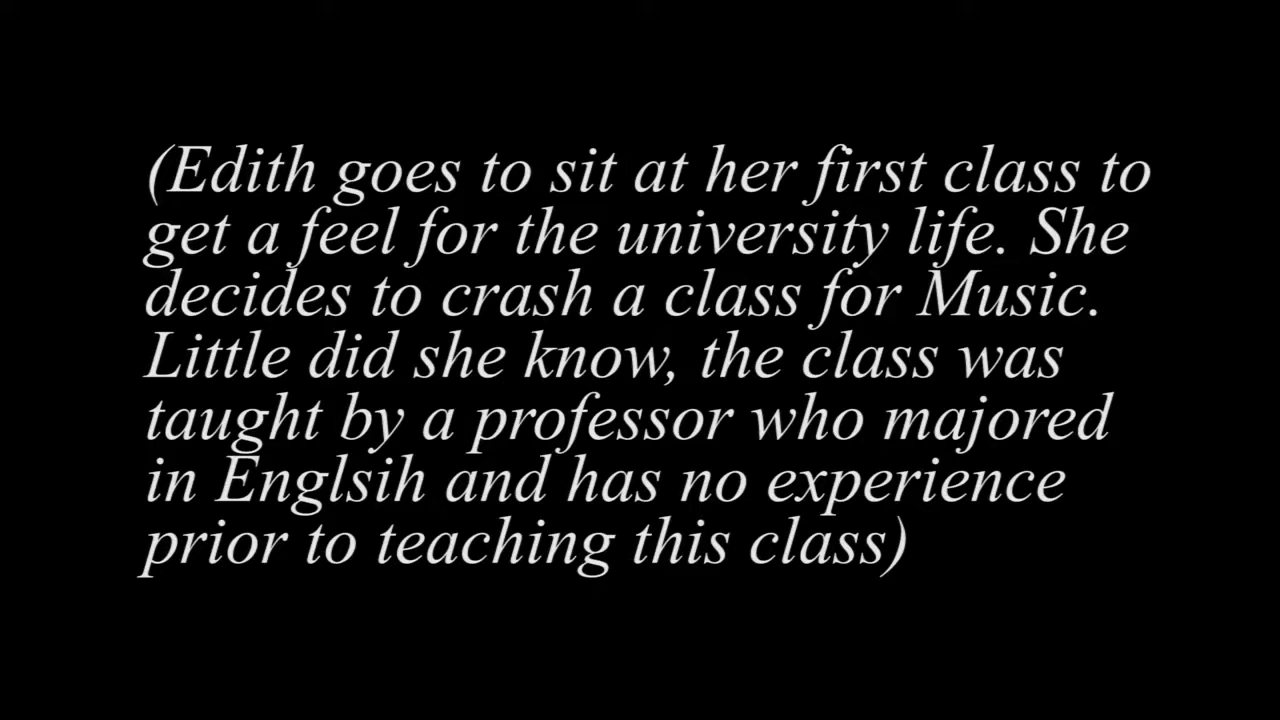 (Edith goes to sit at her first class to
get a feel for the university life. She
decides to crash a class for Music.
Little did she know, the class was
taught by a professor who majored
in Englsih and has no experience
prior to teaching this class)